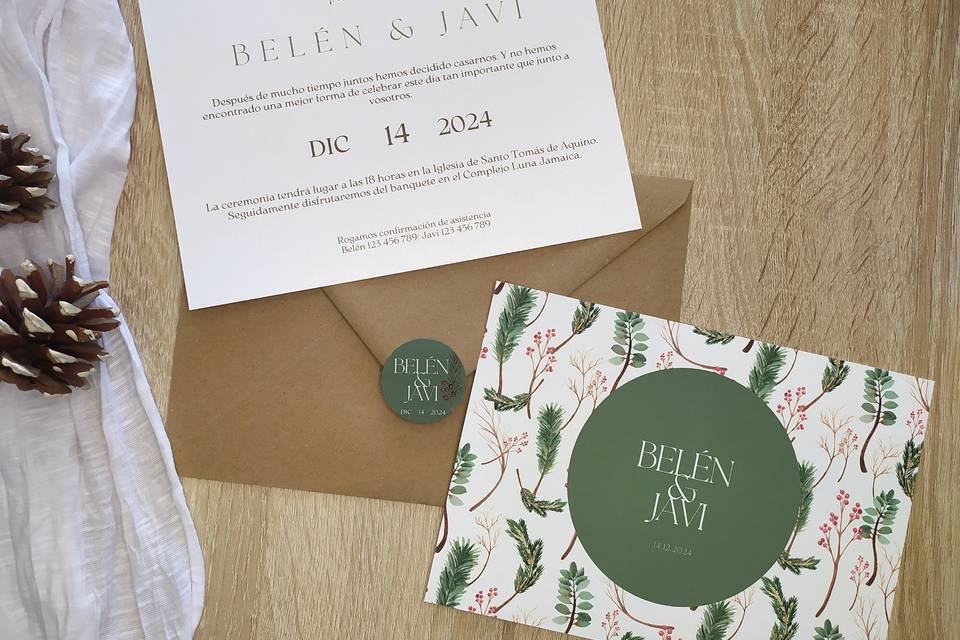 BELÉN & JAVI
Después de mucho tiempo juntos hemos decidido casarnos. Y no hemos
encontrado una mejor forma de celebrar este día tan importante que junto a
vosotros.
DIC 14 2024
La ceremonia tendrá lugar a las 18 horas en la Iglesia de Santo Tomás de Aquino.
Seguidamente disfrutaremos del banquete en el Complejo Luna Jamaica.
Rogamos confirmación de asistencia
Belén 123 456 789| Javi 123 456 789
BELÉN
&
JAVI
DIC 14 2024
BELÉN
&
JAVI
14.12.2024